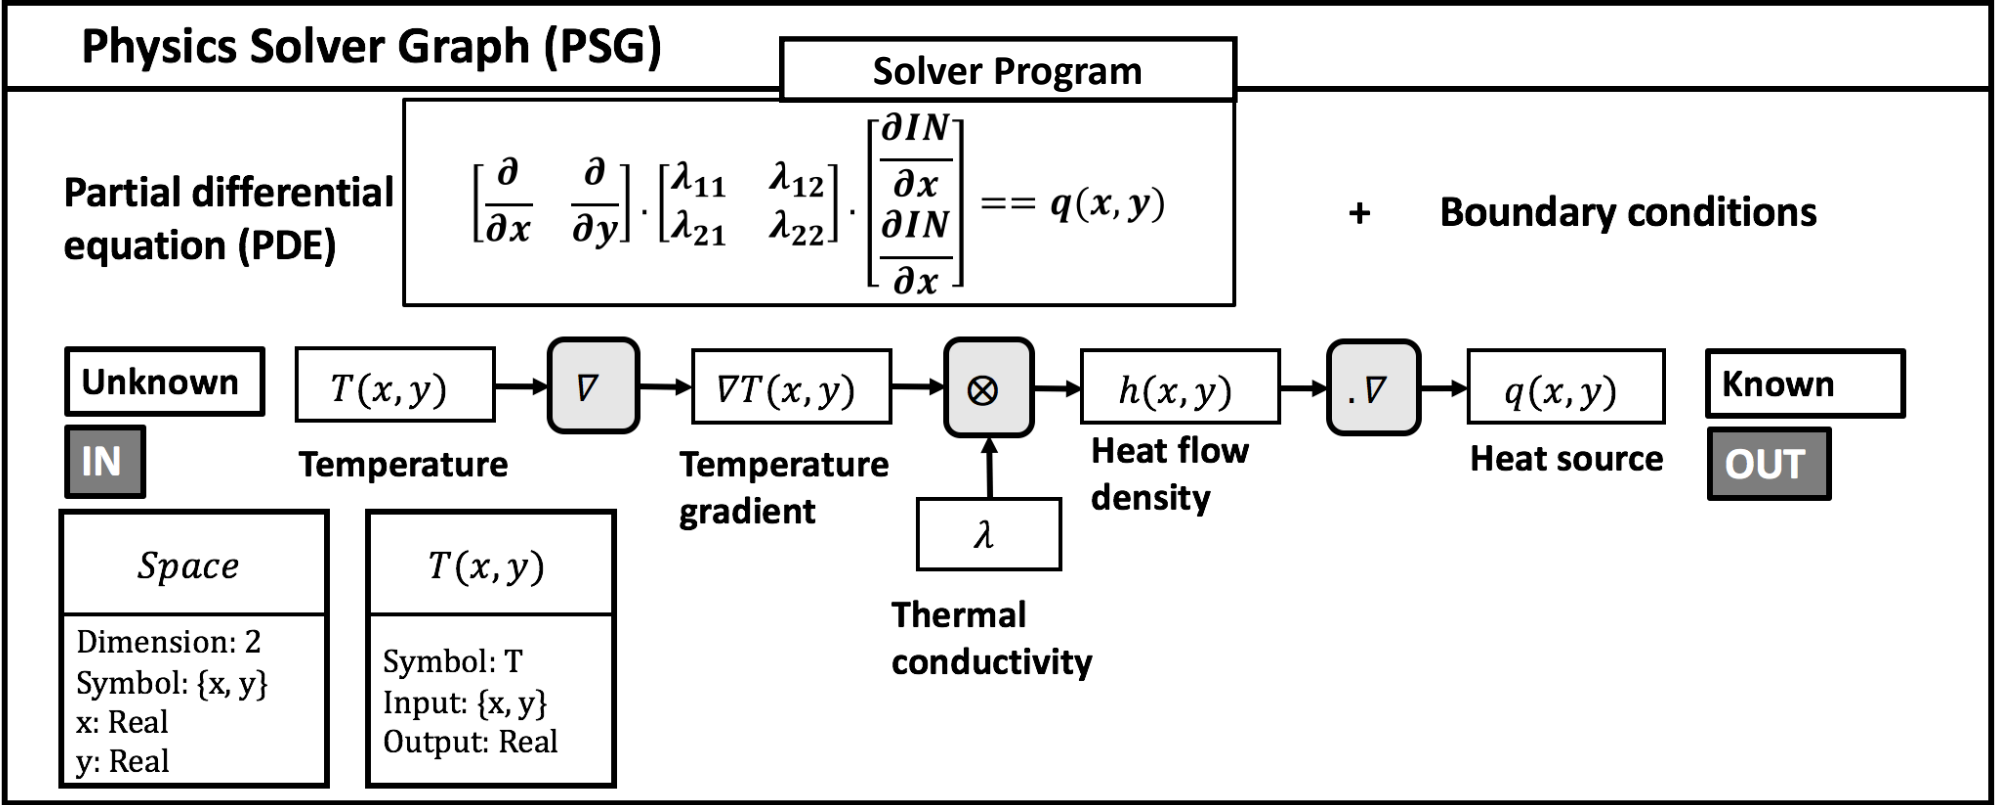 Physics Solver Graph (PSG)
Solver Program
Partial differential
equation (PDE)
[∂/∂x ∂/∂y] · [λ11 λ12; λ21 λ22] · [∂IN/∂x; ∂IN/∂x] == q(x, y)
+
Boundary conditions
Unknown
IN
T(x, y)
∇
∇T(x, y)
⊗
h(x, y)
.∇
q(x, y)
Known
OUT
Temperature
Temperature
gradient
λ
Thermal
conductivity
Heat flow
density
Heat source
Space
Dimension: 2
Symbol: {x, y}
x: Real
y: Real
T(x, y)
Symbol: T
Input: {x, y}
Output: Real